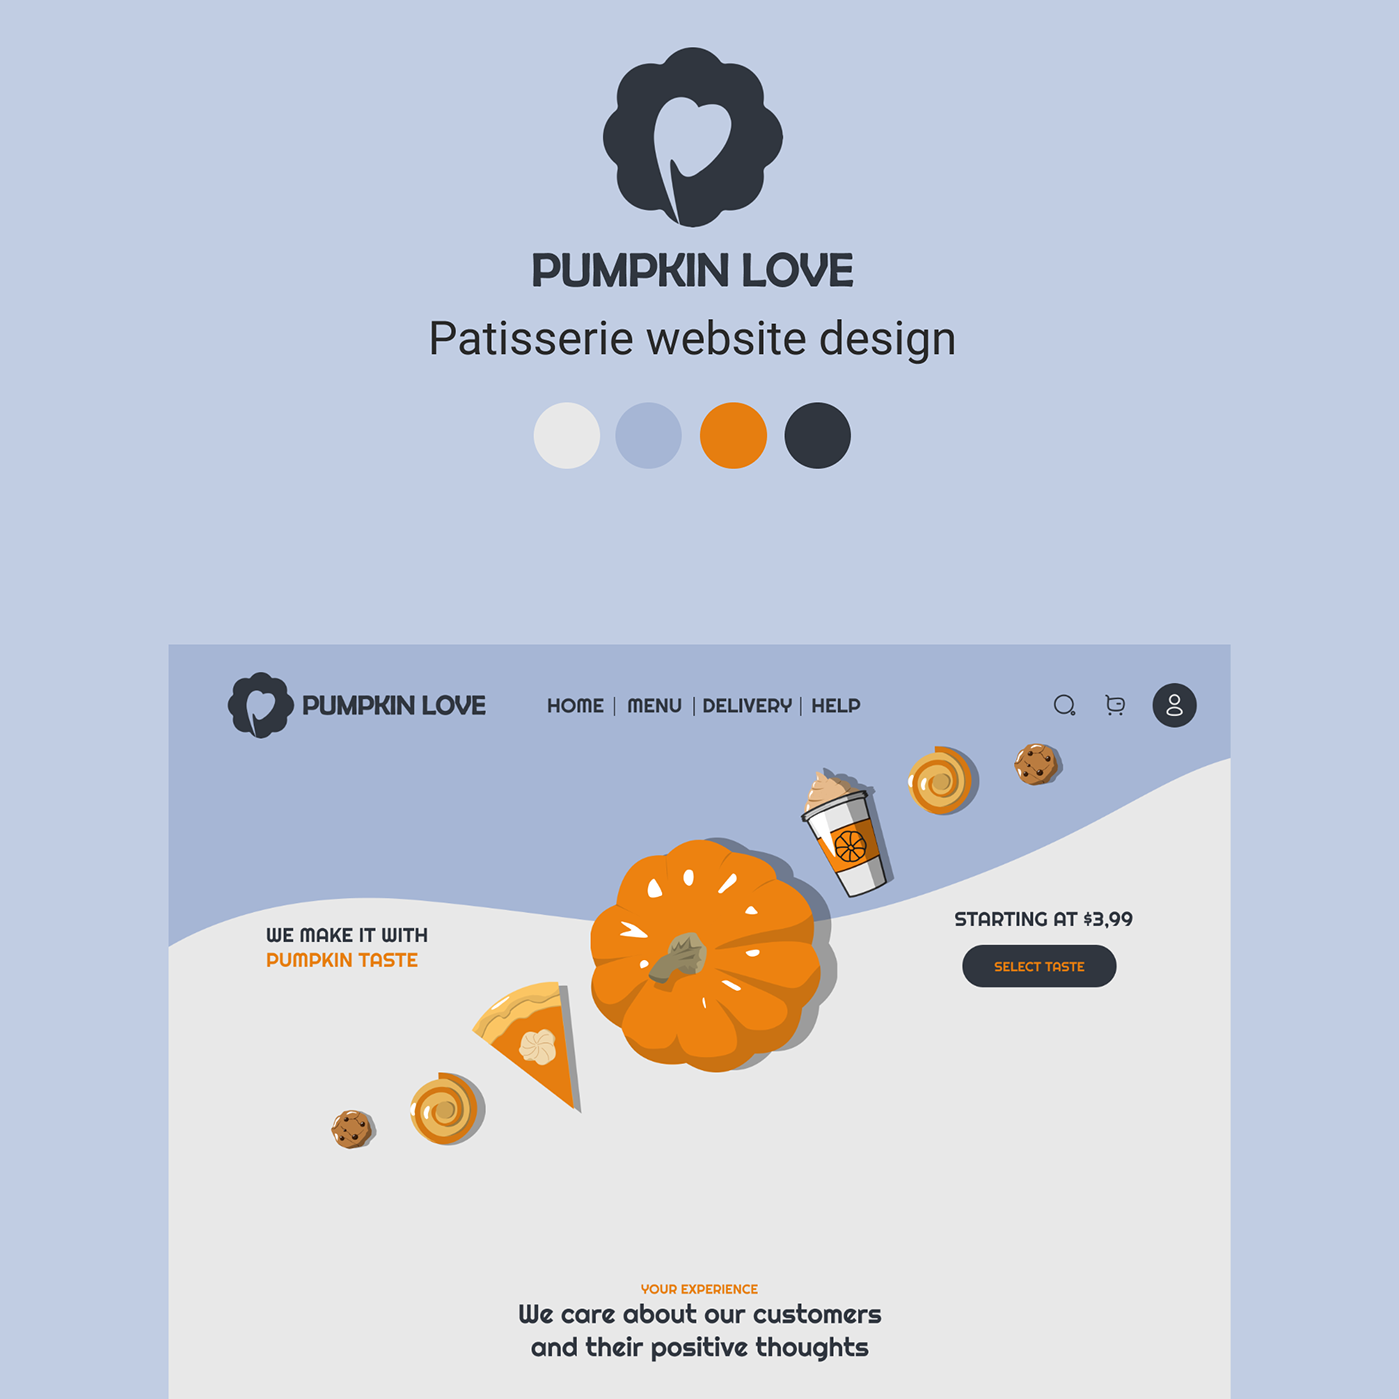 PUMPKIN LOVE
Patisserie website design
PUMPKIN LOVE
HOME | MENU | DELIVERY | HELP
WE MAKE IT WITH
PUMPKIN TASTE
STARTING AT $3,99
SELECT TASTE
YOUR EXPERIENCE
We care about our customers
and their positive thoughts